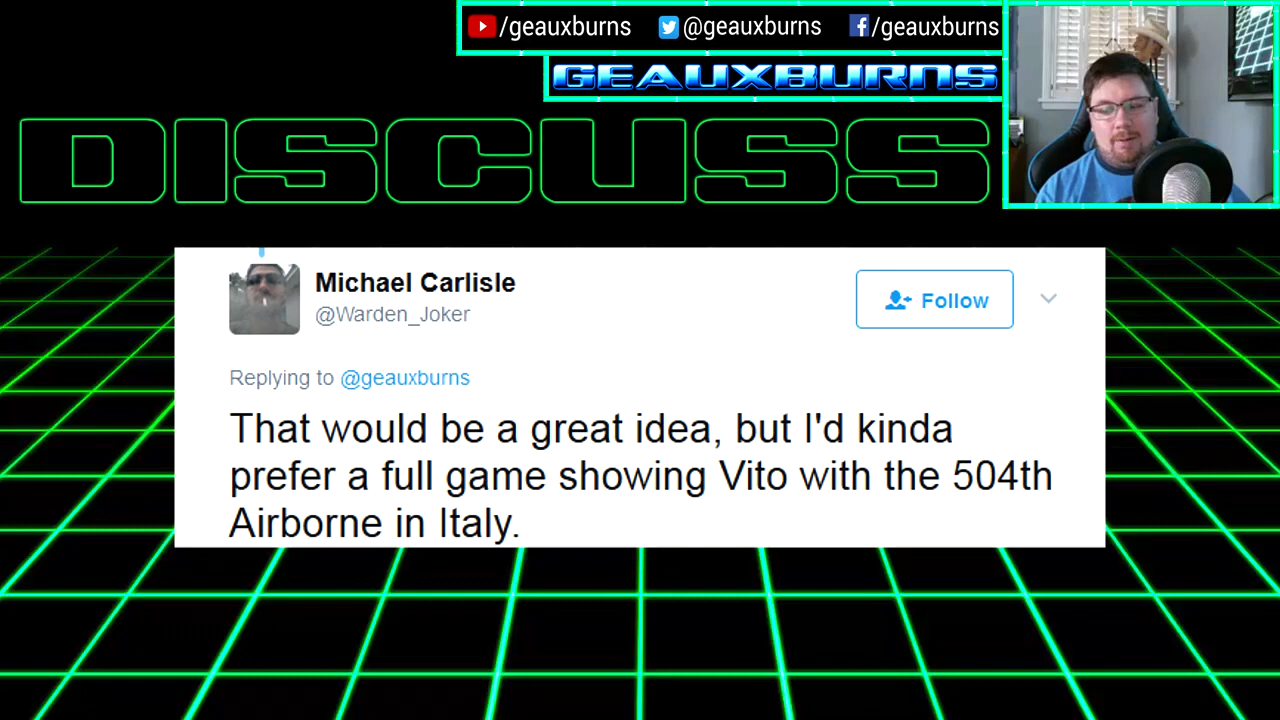 /geauxburns @geauxburns /geauxburns
GEAUXBURNS
DISCUSS
Michael Carlisle
@Warden_Joker
Follow
Replying to @geauxburns
That would be a great idea, but I'd kinda
prefer a full game showing Vito with the 504th
Airborne in Italy.